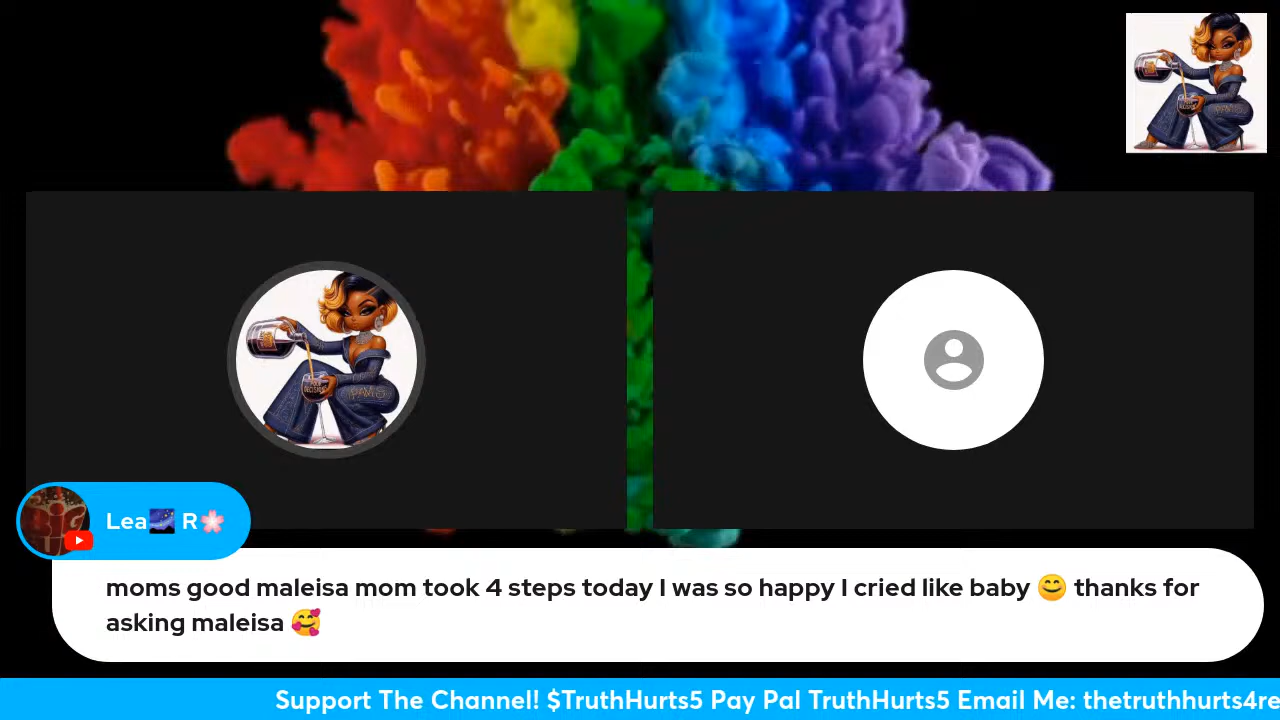 Lea🌌 R🌸
moms good maleisa mom took 4 steps today I was so happy I cried like baby 😊 thanks for
asking maleisa 🥰
Support The Channel! $TruthHurts5 Pay Pal TruthHurts5 Email Me: thetruthhurts4re